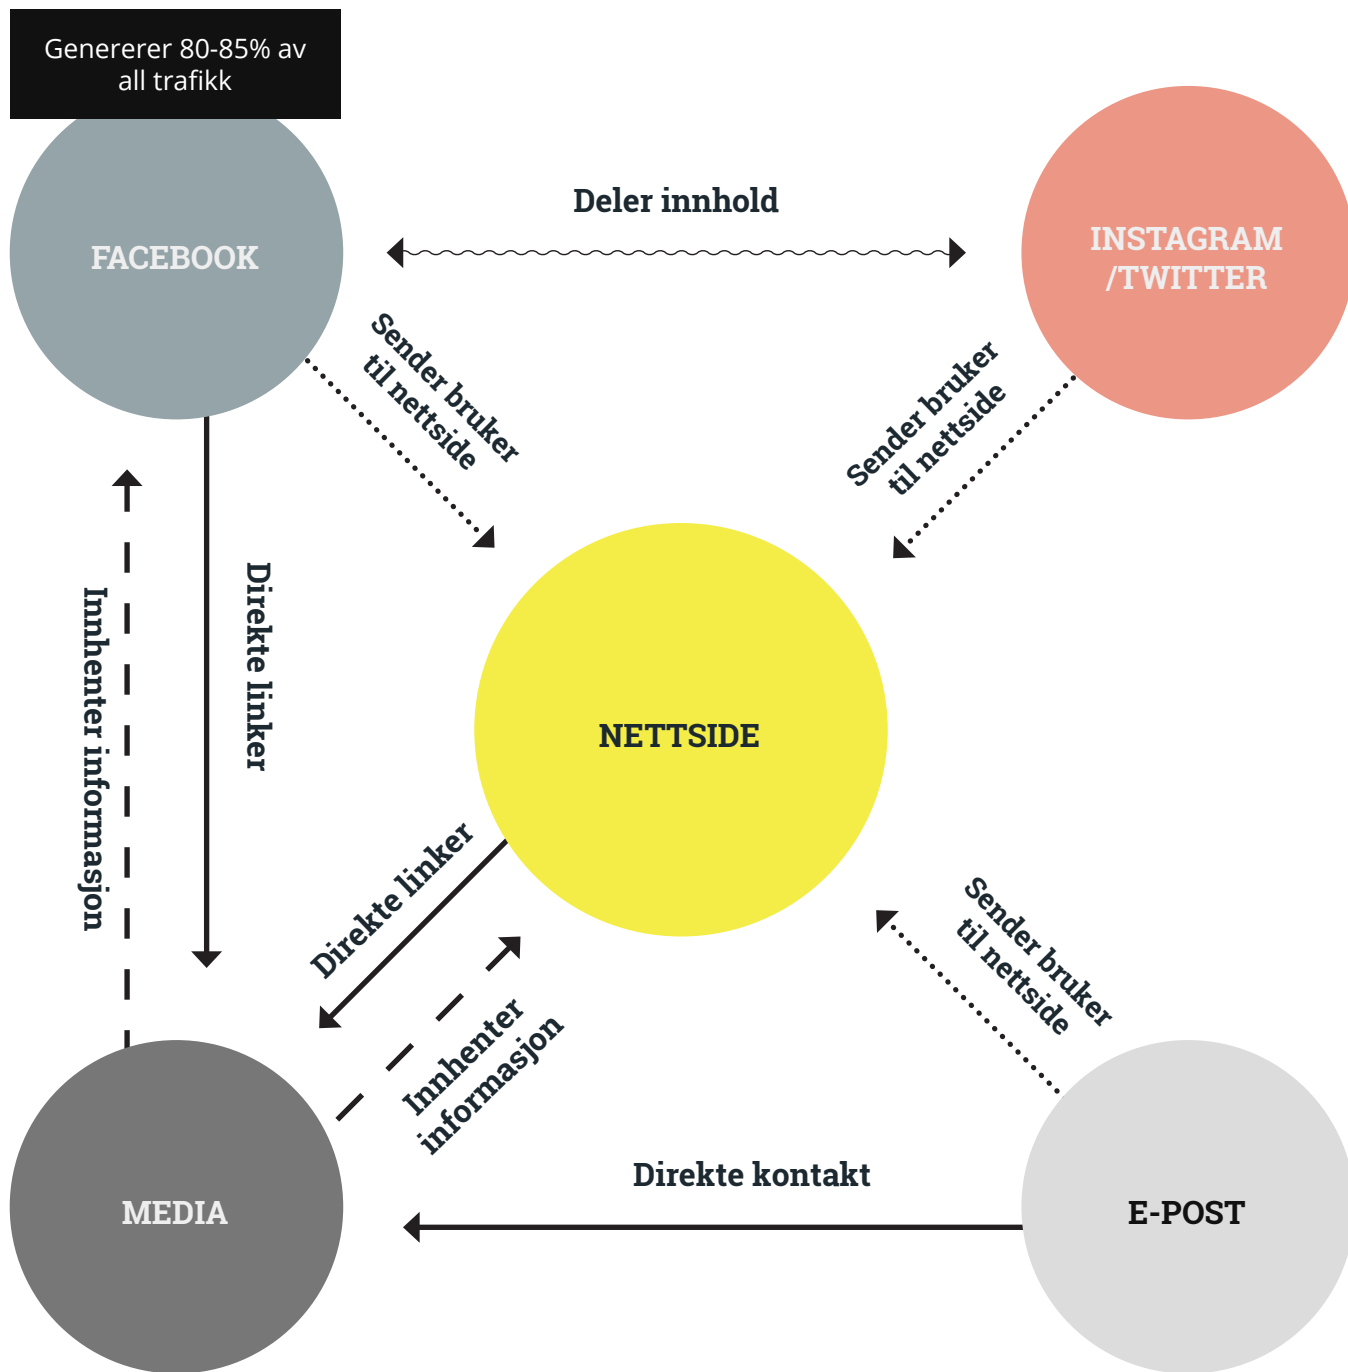 Genererer 80-85% av
all trafikk
FACEBOOK
Deler innhold
INSTAGRAM
/TWITTER
Sender bruker
til nettside
Sender bruker
til nettside
Innhenter informasjon
Direkte linker
NETTSIDE
Direkte linker
Innhenter
informasjon
Sender bruker
til nettside
MEDIA
Direkte kontakt
E-POST